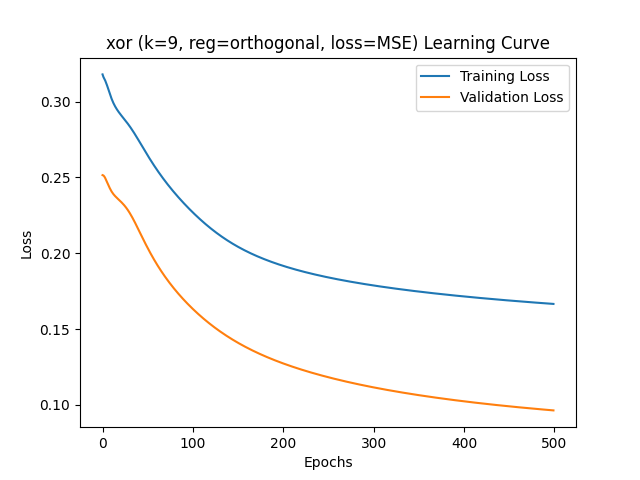 xor (k=9, reg=orthogonal, loss=MSE) Learning Curve
Training Loss
Validation Loss
0.30
0.25
0.20
0.15
0.10
Loss
0 100 200 300 400 500
Epochs